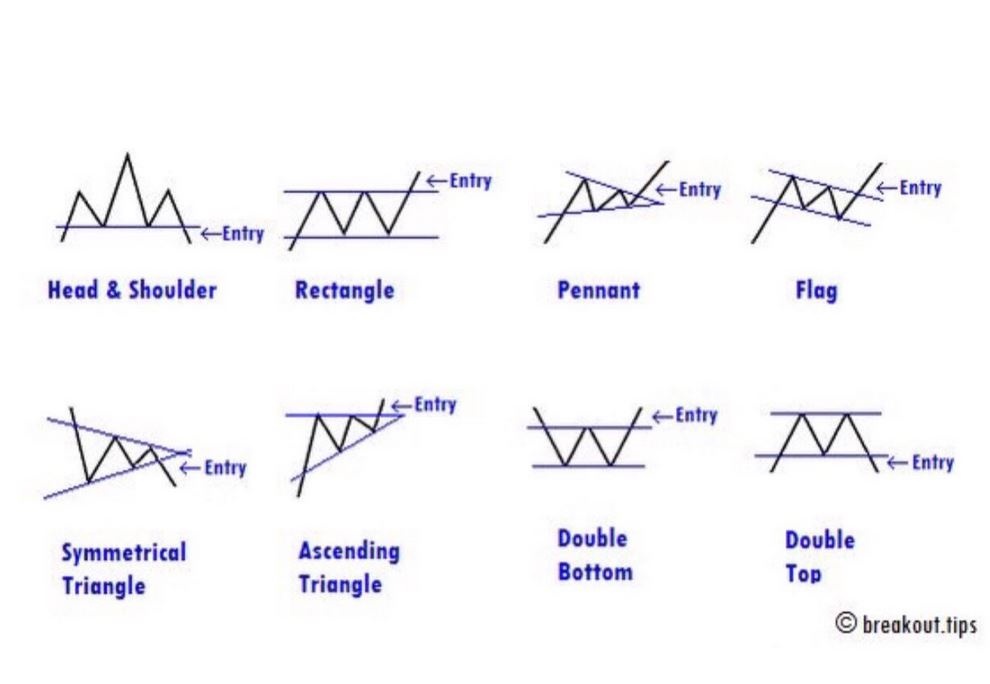 ←Entry
Head & Shoulder
←Entry
Rectangle
←Entry
Pennant
←Entry
Flag
←Entry
Symmetrical
Triangle
←Entry
Ascending
Triangle
←Entry
Double
Bottom
←Entry
Double
Top
© breakout.tips